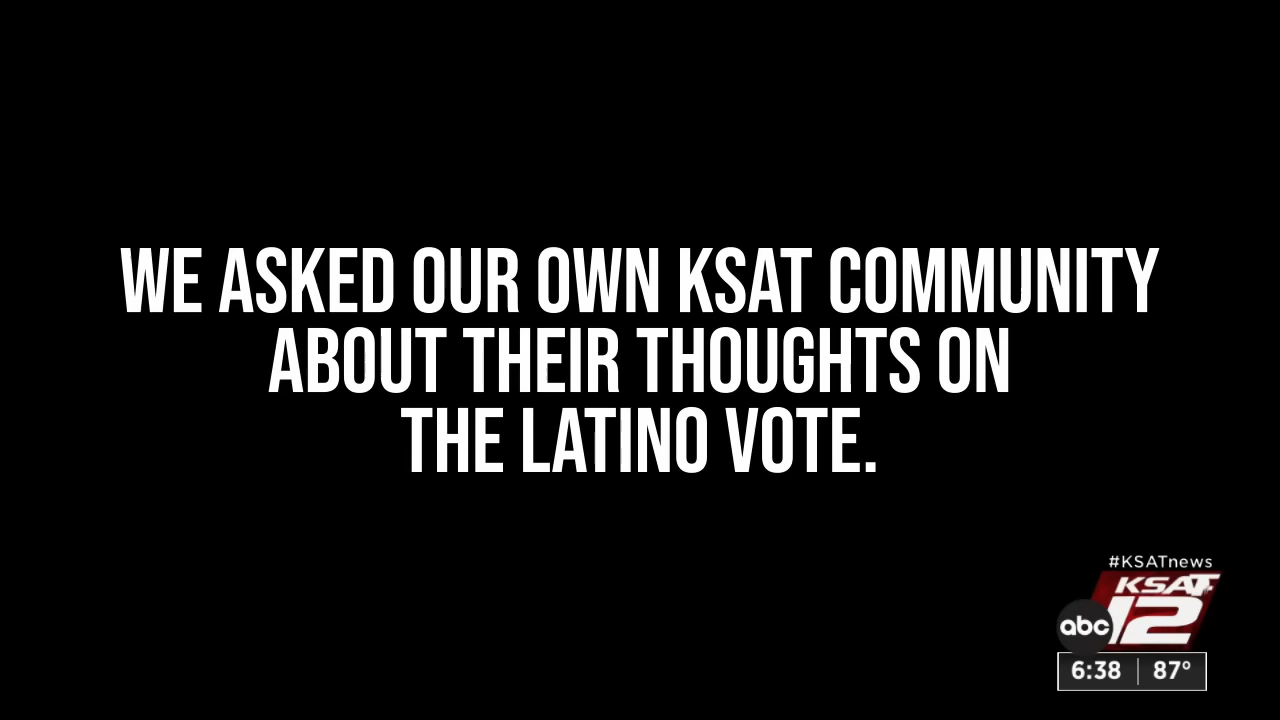 WE ASKED OUR OWN KSAT COMMUNITY
ABOUT THEIR THOUGHTS ON
THE LATINO VOTE.
#KSATnews
KSAT
12
abc
6:38 | 87°